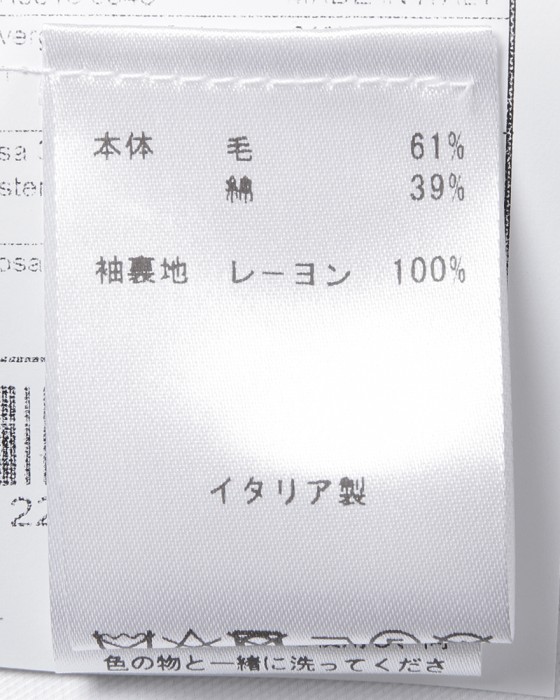 本体 毛 61%
綿 39%
袖裏地 レーヨン 100%
イタリア製
色の物と一緒に洗ってくださ
22